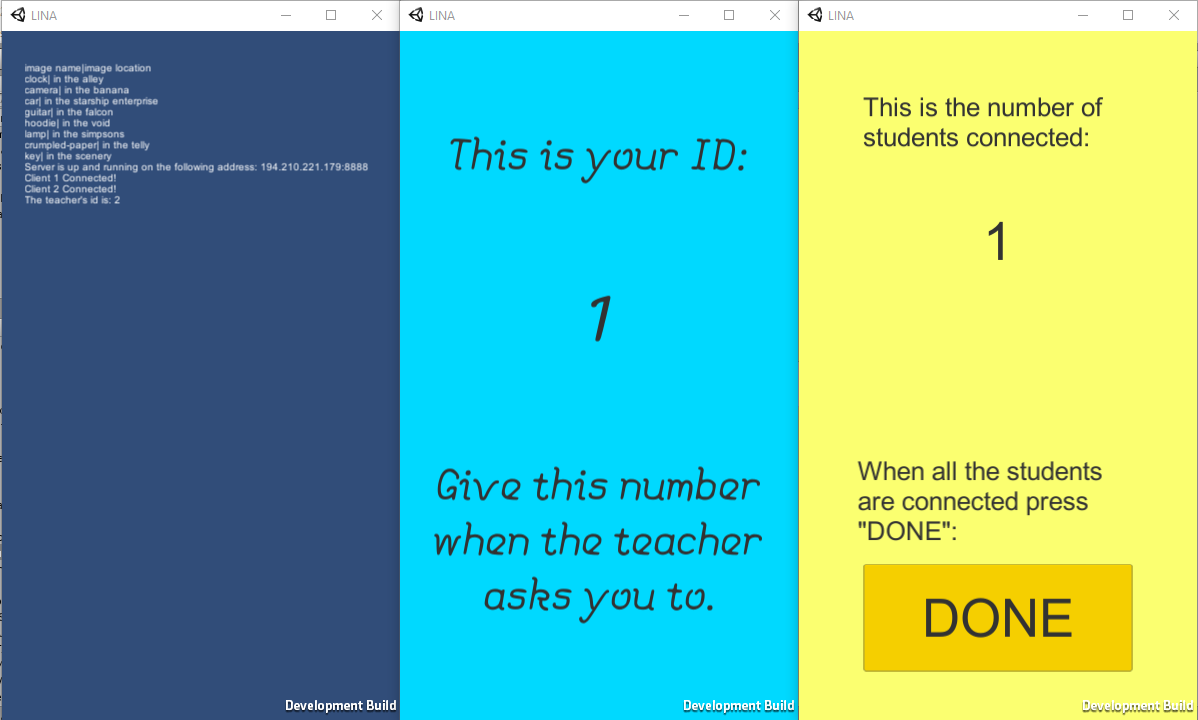 LINA
image name|image location
clock| in the alley
camera| in the banana
car| in the starship enterprise
guitar| in the falcon
hoodie| in the void
lamp| in the simpsons
crumpled-paper| in the telly
key| in the scenery
Server is up and running on the following address: 194.210.221.179:8888
Client 1 Connected!
Client 2 Connected!
The teacher's id is: 2
Development Build
LINA
This is your ID:
1
Give this number
when the teacher
asks you to.
Development Build
LINA
This is the number of
students connected:
1
When all the students
are connected press
"DONE":
DONE
Development Build